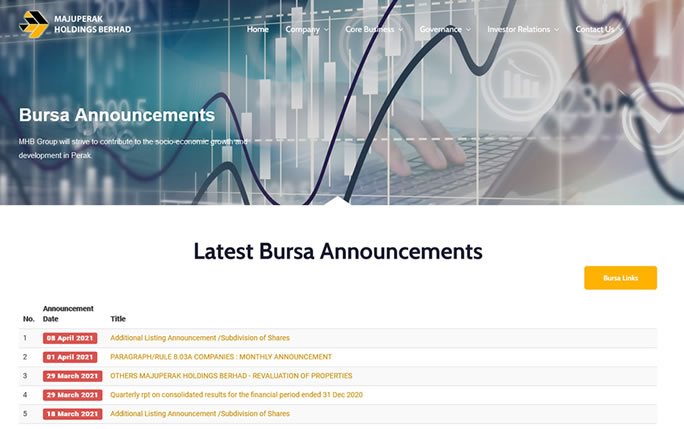 MAJUPERAK
HOLDINGS BERHAD
Home Company Core Business Governance Investor Relations Contact Us
Bursa Announcements
MHB Group will strive to contribute to the socio-economic growth and
development in Perak.
Latest Bursa Announcements
Bursa Links
No. Announcement Date Title
1 08 April 2021 Additional Listing Announcement /Subdivision of Shares
2 01 April 2021 PARAGRAPH/RULE 8.03A COMPANIES : MONTHLY ANNOUNCEMENT
3 29 March 2021 OTHERS MAJUPERAK HOLDINGS BERHAD - REVALUATION OF PROPERTIES
4 29 March 2021 Quarterly rpt on consolidated results for the financial period ended 31 Dec 2020
5 18 March 2021 Additional Listing Announcement /Subdivision of Shares